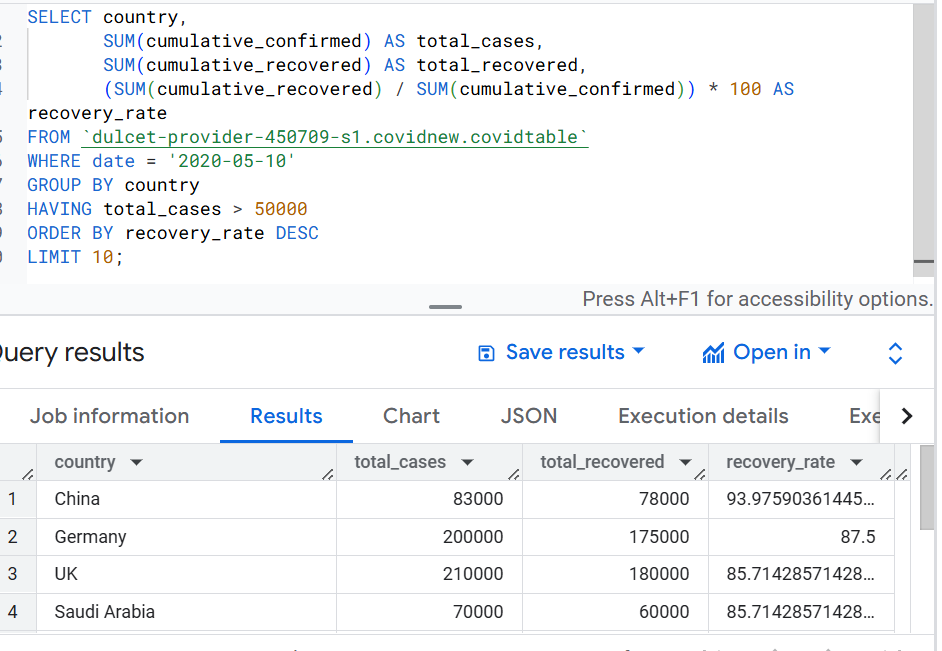 SELECT country,
SUM(cumulative_confirmed) AS total_cases,
SUM(cumulative_recovered) AS total_recovered,
(SUM(cumulative_recovered) / SUM(cumulative_confirmed)) * 100 AS
recovery_rate
FROM `dulcet-provider-450709-s1.covidnew.covidtable`
WHERE date = '2020-05-10'
GROUP BY country
HAVING total_cases > 50000
ORDER BY recovery_rate DESC
LIMIT 10;
Press Alt+F1 for accessibility options.
uery results Save results Open in
Job information Results Chart JSON Execution details Exe
country total_cases total_recovered recovery_rate
1 China 83000 78000 93.97590361445...
2 Germany 200000 175000 87.5
3 UK 210000 180000 85.71428571428...
4 Saudi Arabia 70000 60000 85.71428571428...